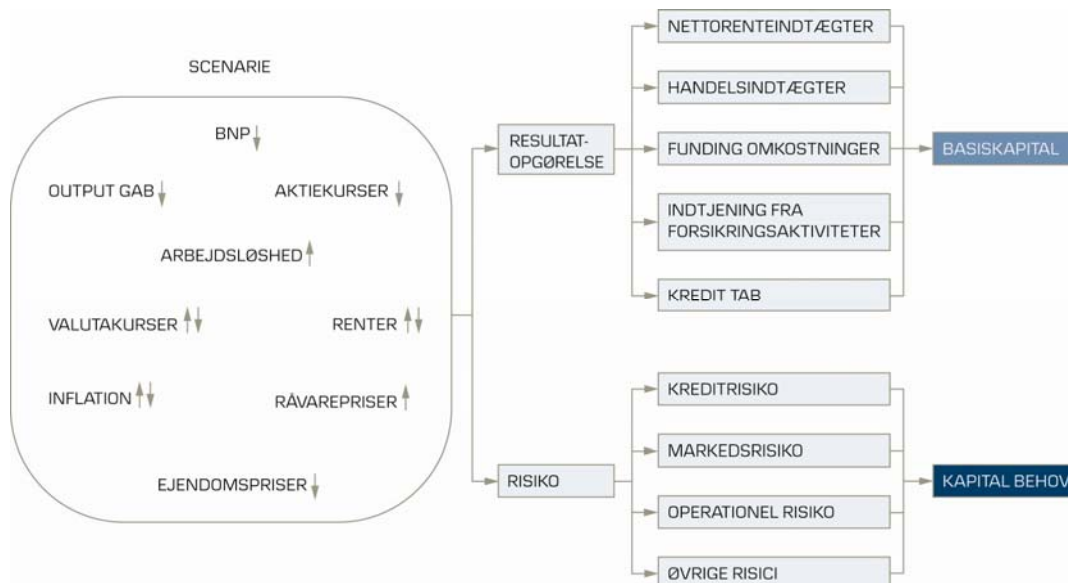 SCENARIE
BNP
OUTPUT GAB
AKTIEKURSER
ARBEJDSLØSHED
VALUTAKURSER
RENTER
INFLATION
RÅVAREPRISER
EJENDOMSPRISER
RESULTAT-
OPGØRELSE
NETTORENTEINDTÆGTER
HANDELSINDTÆGTER
FUNDING OMKOSTNINGER
INDTJENING FRA
FORSIKRINGSAKTIVITETER
KREDIT TAB
BASISKAPITAL
RISIKO
KREDITRISIKO
MARKEDSRISIKO
OPERATIONEL RISIKO
ØVRIGE RISICI
KAPITAL BEHOV